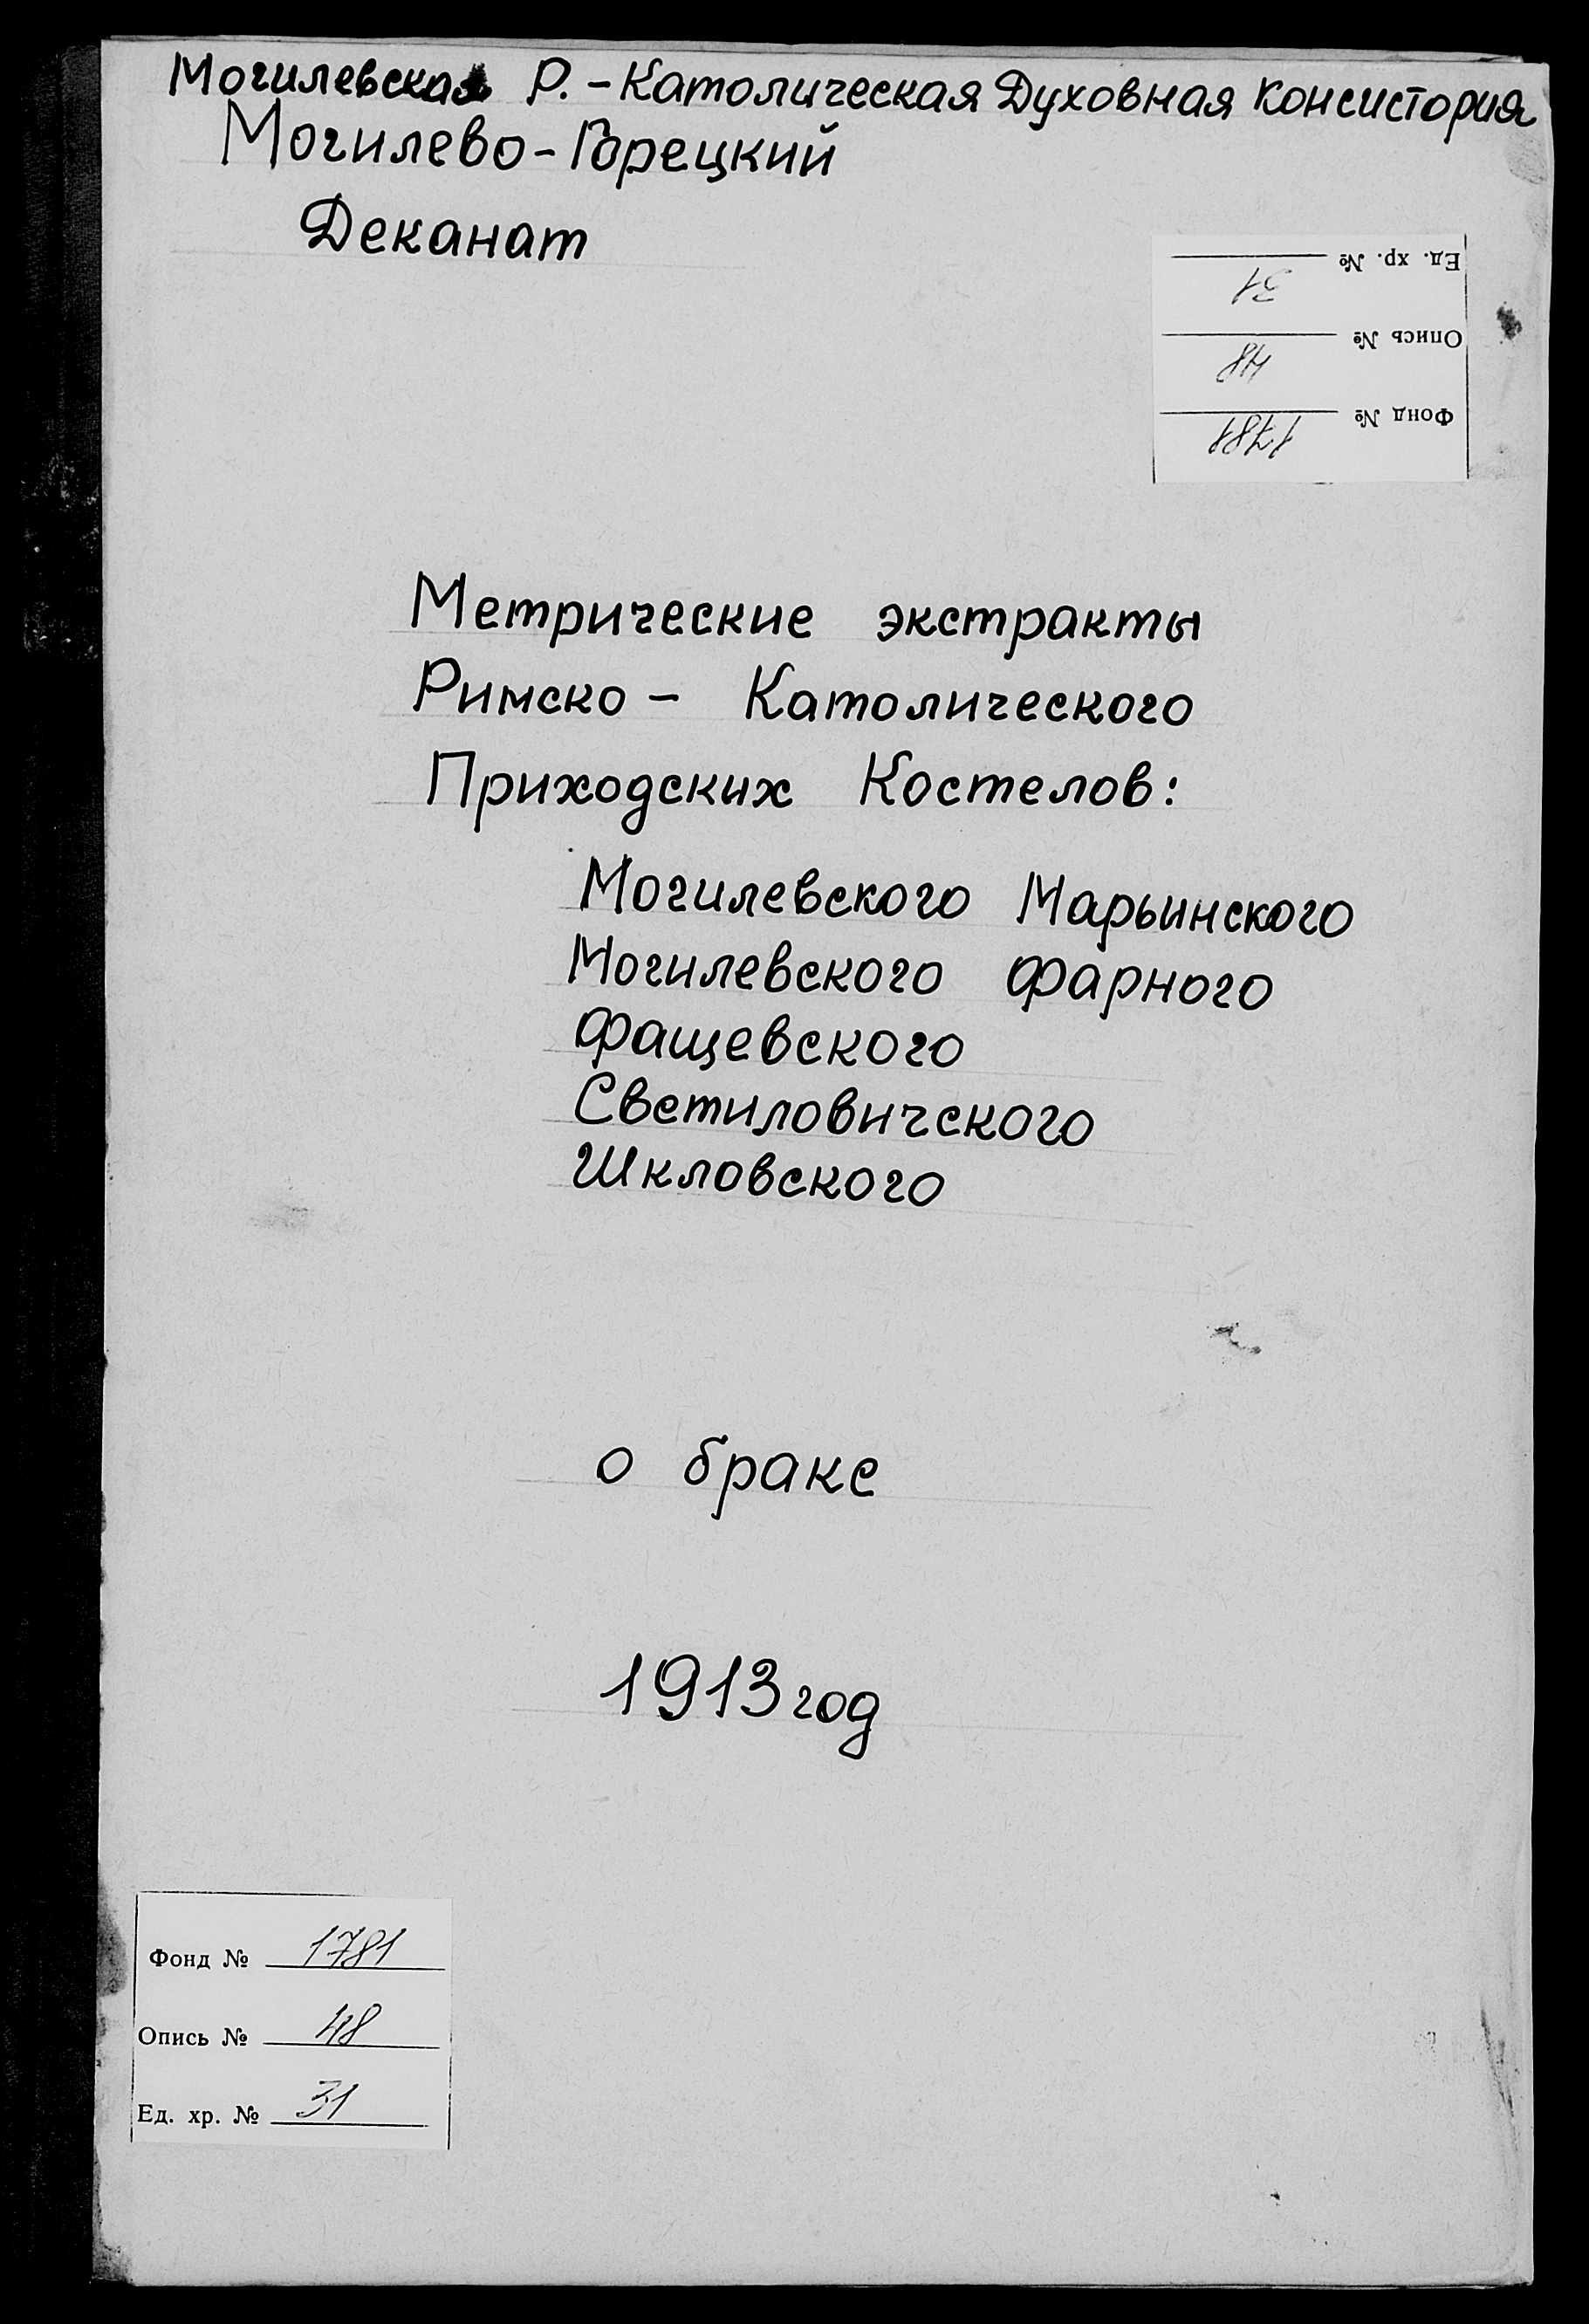 Могилевская Р.-Католическая Духовная Консистория
Могилево-Горецкий
Деканат
Ед. хр. № 31
Опись № 48
Фонд № 1781
Метрические экстракты
Римско- Католического
Приходских Костелов:
Могилевского Марьинского
Могилевского Фарного
Фащевского
Светиловичского
Шкловского
о браке
1913 год
Фонд № 1781
Опись № 48
Ед. хр. № 31